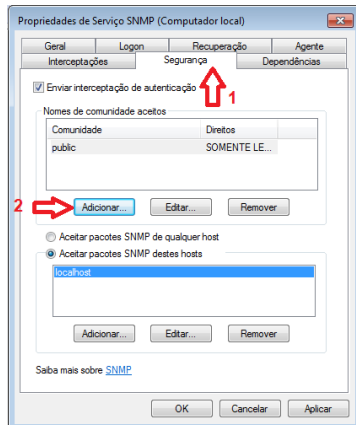 Propriedades de Serviço SNMP (Computador local)
Geral Logon Recuperação Agente
Interceptações Segurança Dependências
Enviar interceptação de autenticação
1
Nomes de comunidade aceitos
Comunidade Direitos
public SOMENTE LE...
2 Adicionar... Editar... Remover
Aceitar pacotes SNMP de qualquer host
Aceitar pacotes SNMP destes hosts
localhost
Adicionar... Editar... Remover
Saiba mais sobre SNMP
OK Cancelar Aplicar